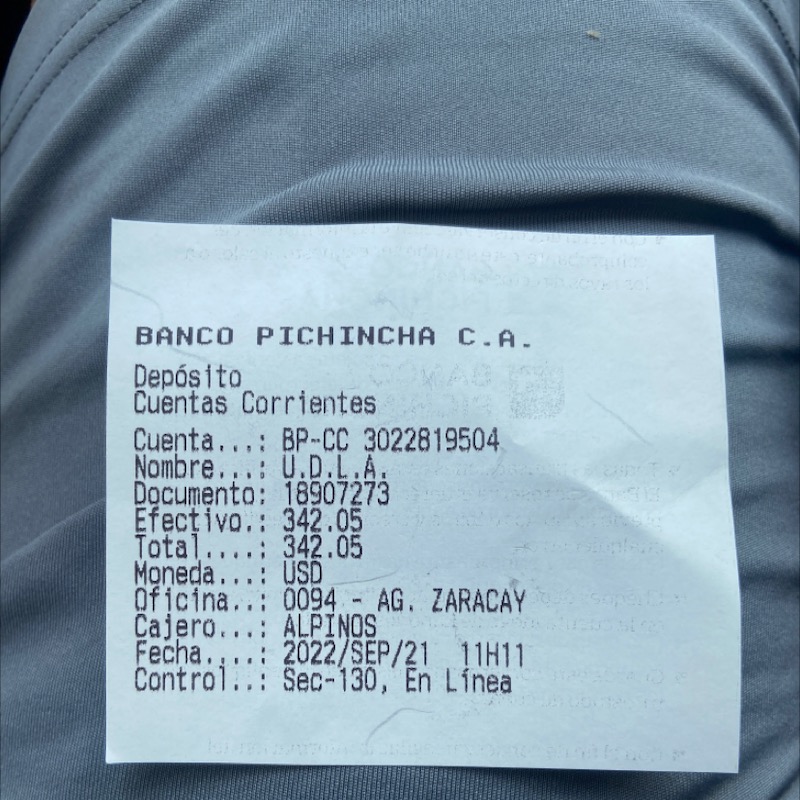 BANCO PICHINCHA C.A.
Depósito
Cuentas Corrientes
Cuenta...: BP-CC 3022819504
Nombre...: U.D.L.A.
Documento: 18907273
Efectivo.: 342.05
Total....: 342.05
Moneda...: USD
Oficina..: 0094 - AG. ZARACAY
Cajero...: ALPINOS
Fecha....: 2022/SEP/21 11H11
Control..: Sec-130, En Línea